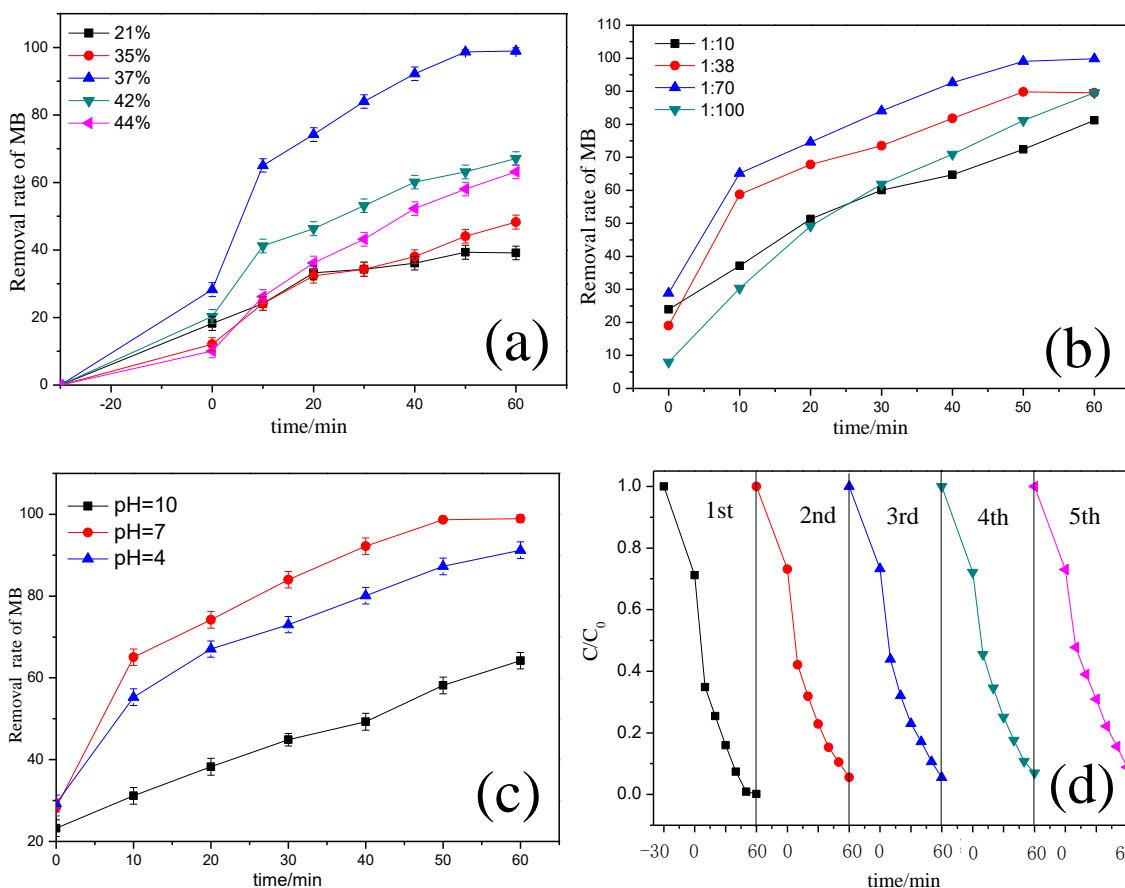 21%
35%
37%
42%
44%
Removal rate of MB
100
80
60
40
20
0
-20 0 20 40 60
time/min
(a)
1:10
1:38
1:70
1:100
Removal rate of MB
110
100
90
80
70
60
50
40
30
20
10
0
0 10 20 30 40 50 60
time/min
(b)
pH=10
pH=7
pH=4
Removal rate of MB
100
80
60
40
20
0 10 20 30 40 50 60
time/min
(c)
1st 2nd 3rd 4th 5th
C/C0
1.0
0.8
0.6
0.4
0.2
0.0
-30 0 60 0 60 0 60 0 60 0 6
time/min
(d)